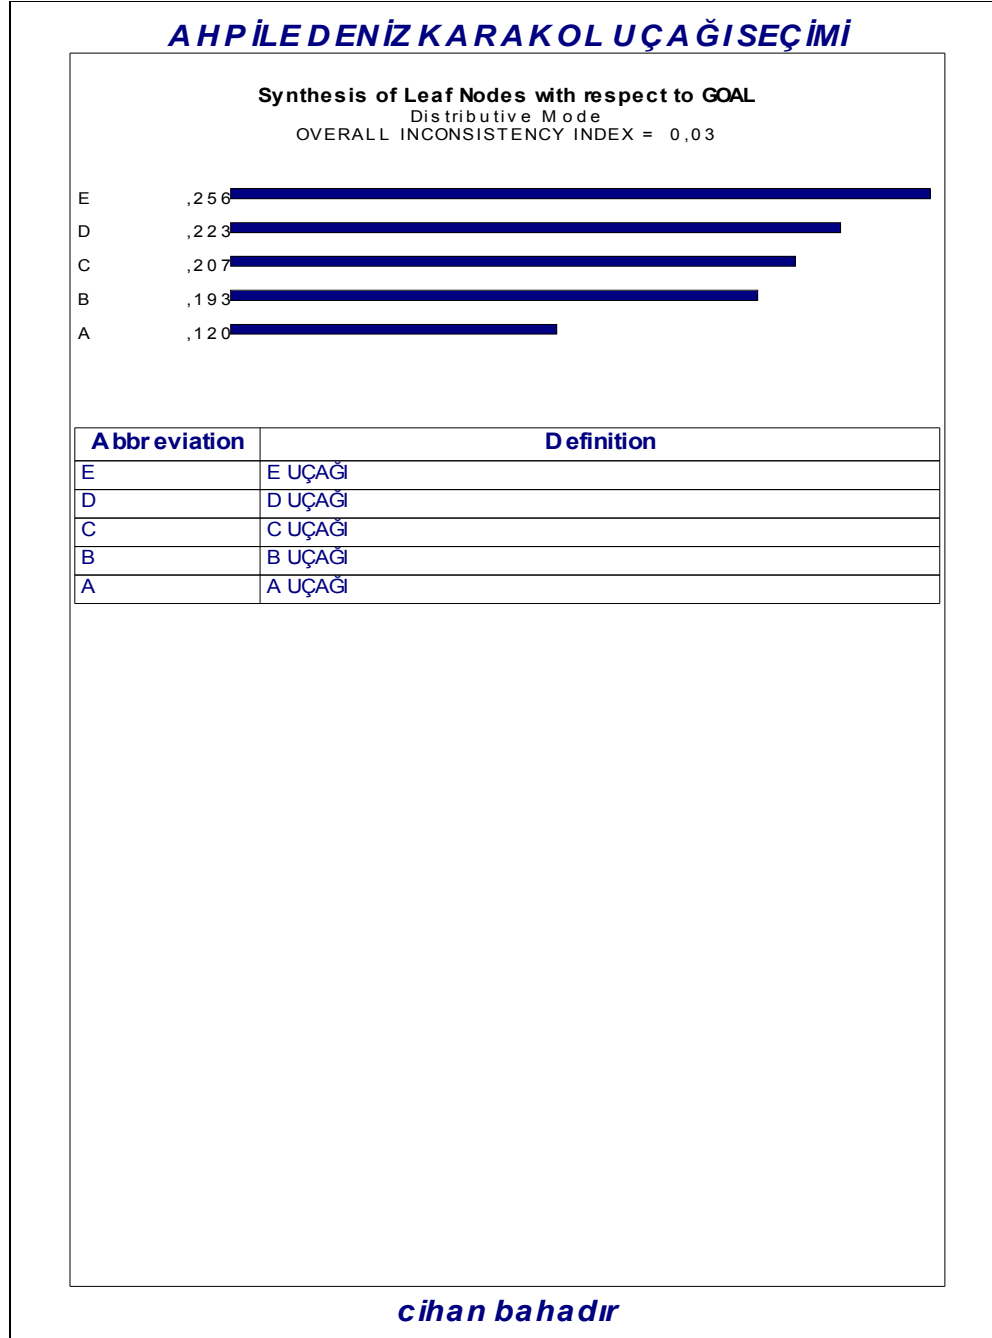 AHP İLE DENİZ KARAKOL UÇAĞI SEÇİMİ
Synthesis of Leaf Nodes with respect to GOAL
Distributive Mode
OVERALL INCONSISTENCY INDEX = 0,03
E ,256
D ,223
C ,207
B ,193
A ,120
Abbreviation Definition
E E UÇAĞI
D D UÇAĞI
C C UÇAĞI
B B UÇAĞI
A A UÇAĞI
cihan bahadır